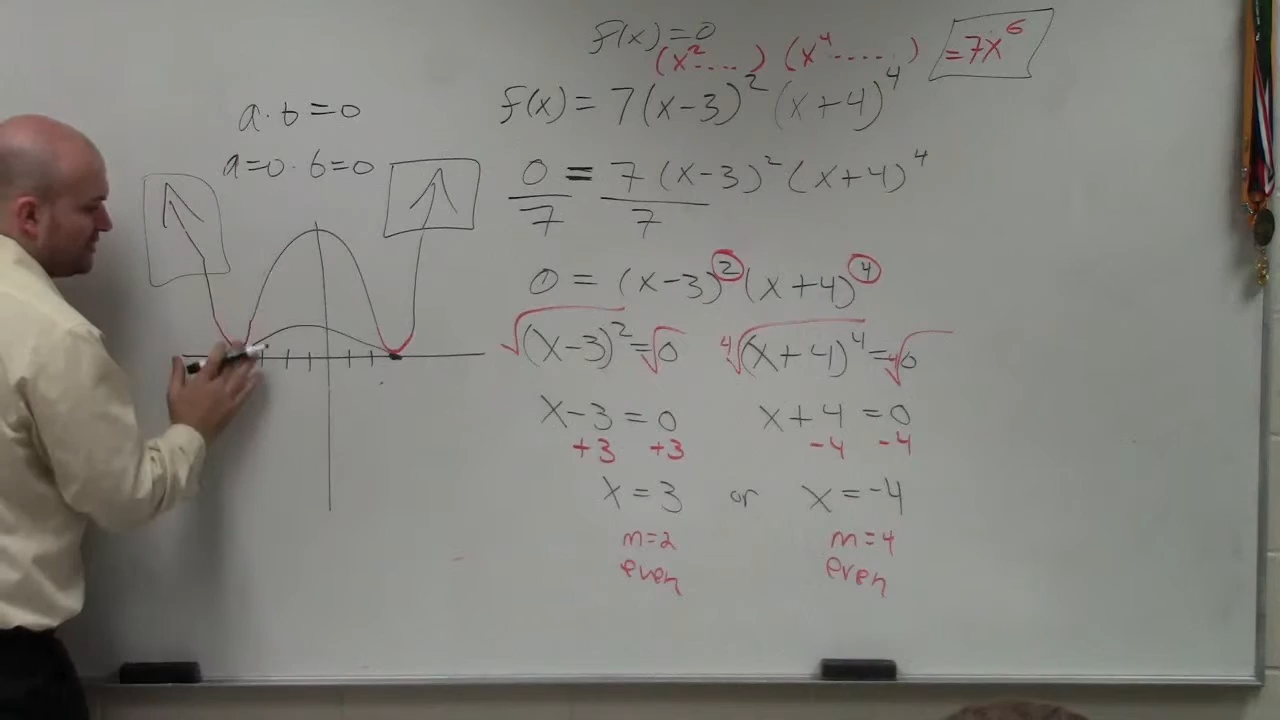 f(x)=0
(x²....) (x⁴.....) =7x⁶
a·b=0
f(x)=7(x-3)²(x+4)⁴
a=0·b=0
0/7 = 7(x-3)²(x+4)⁴/7
0=(x-3)²(x+4)⁴
√(x-3)²=√0 ⁴√(x+4)⁴=⁴√0
x-3=0 x+4=0
+3 +3 -4 -4
x=3 or x=-4
m=2 m=4
even even